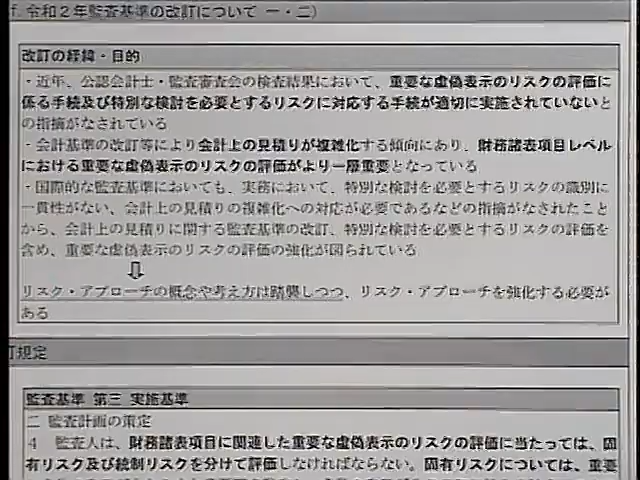 f. 令和2年監査基準の改訂について 一・二)
改訂の経緯・目的
・近年、公認会計士・監査審査会の検査結果において、重要な虚偽表示のリスクの評価に
係る手続及び特別な検討を必要とするリスクに対応する手続が適切に実施されていないと
の指摘がなされている
・会計基準の改訂等により会計上の見積りが複雑化する傾向にあり、財務諸表項目レベル
における重要な虚偽表示のリスクの評価がより一層重要となっている
・国際的な監査基準においても、実務において、特別な検討を必要とするリスクの識別に
一貫性がない、会計上の見積りの複雑化への対応が必要であるなどの指摘がなされたこと
から、会計上の見積りに関する監査基準の改訂、特別な検討を必要とするリスクの評価を
含め、重要な虚偽表示のリスクの評価の強化が図られている
⇩
リスク・アプローチの概念や考え方は踏襲しつつ、リスク・アプローチを強化する必要が
ある
訂規定
監査基準 第三 実施基準
二 監査計画の策定
4 監査人は、財務諸表項目に関連した重要な虚偽表示のリスクの評価に当たっては、固
有リスク及び統制リスクを分けて評価しなければならない。固有リスクについては、重要